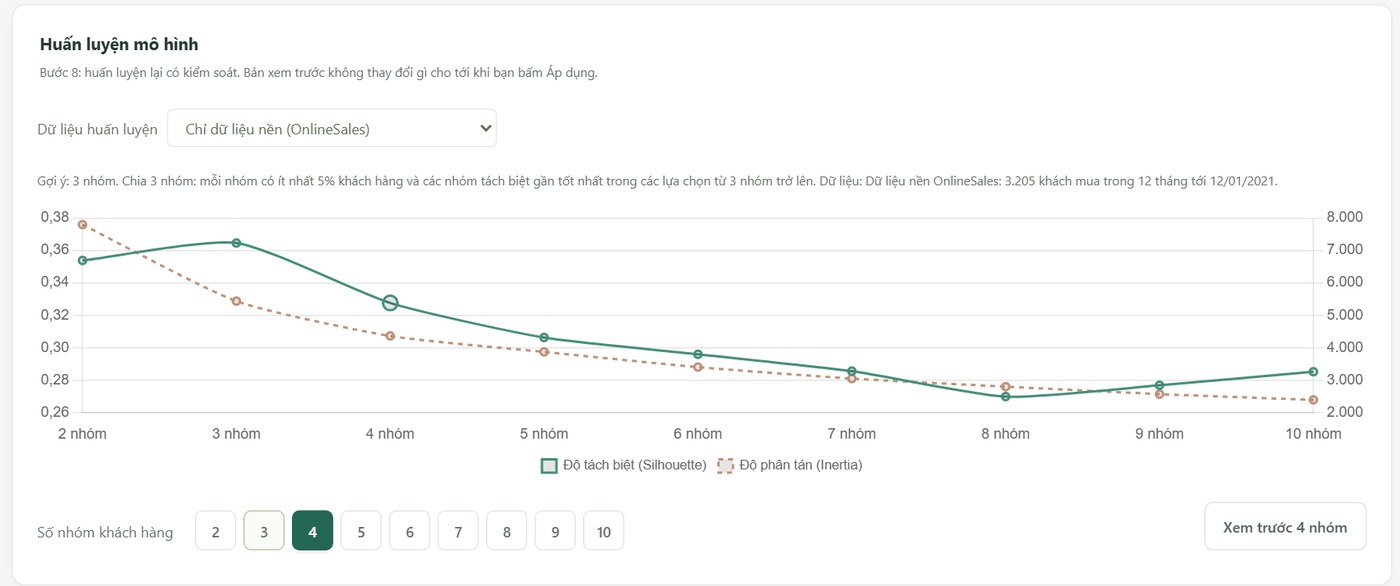 Huấn luyện mô hình
Bước 8: huấn luyện lại có kiểm soát. Bản xem trước không thay đổi gì cho tới khi bạn bấm Áp dụng.
Dữ liệu huấn luyện Chỉ dữ liệu nền (OnlineSales)
Gợi ý: 3 nhóm. Chia 3 nhóm: mỗi nhóm có ít nhất 5% khách hàng và các nhóm tách biệt gần tốt nhất trong các lựa chọn từ 3 nhóm trở lên. Dữ liệu: Dữ liệu nền OnlineSales: 3.205 khách mua trong 12 tháng tới 12/01/2021.
0,38 8.000
0,36 7.000
0,34 6.000
0,32 5.000
0,30 4.000
0,28 3.000
0,26 2.000
2 nhóm 3 nhóm 4 nhóm 5 nhóm 6 nhóm 7 nhóm 8 nhóm 9 nhóm 10 nhóm
Độ tách biệt (Silhouette) Độ phân tán (Inertia)
Số nhóm khách hàng 2 3 4 5 6 7 8 9 10 Xem trước 4 nhóm